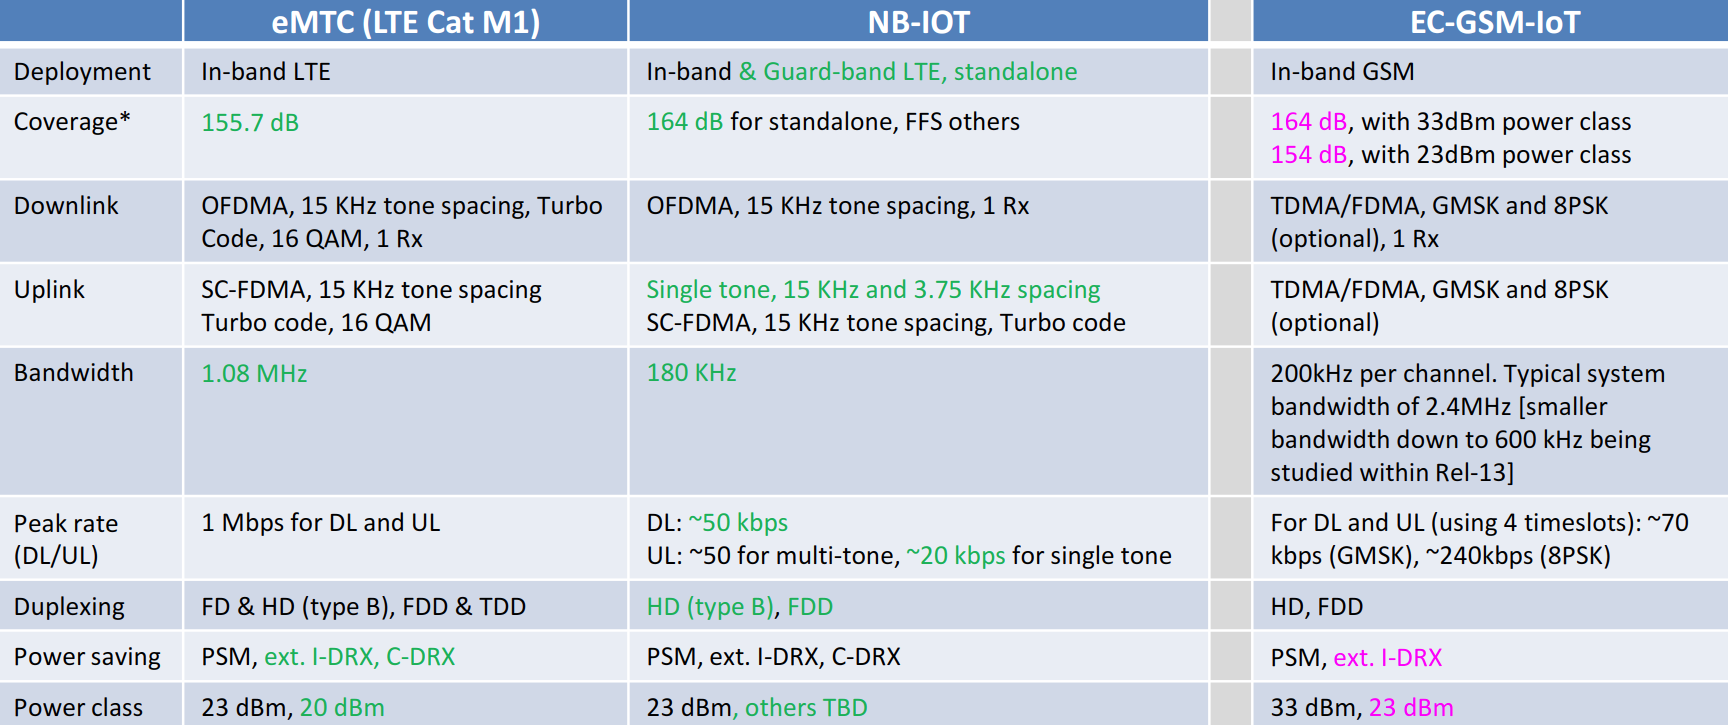 eMTC (LTE Cat M1) NB-IOT EC-GSM-IoT
Deployment In-band LTE In-band & Guard-band LTE, standalone In-band GSM
Coverage* 155.7 dB 164 dB for standalone, FFS others 164 dB, with 33dBm power class
154 dB, with 23dBm power class
Downlink OFDMA, 15 KHz tone spacing, Turbo OFDMA, 15 KHz tone spacing, 1 Rx TDMA/FDMA, GMSK and 8PSK
Code, 16 QAM, 1 Rx (optional), 1 Rx
Uplink SC-FDMA, 15 KHz tone spacing Single tone, 15 KHz and 3.75 KHz spacing TDMA/FDMA, GMSK and 8PSK
Turbo code, 16 QAM SC-FDMA, 15 KHz tone spacing, Turbo code (optional)
Bandwidth 1.08 MHz 180 KHz 200kHz per channel. Typical system
bandwidth of 2.4MHz [smaller
bandwidth down to 600 kHz being
studied within Rel-13]
Peak rate 1 Mbps for DL and UL DL: ~50 kbps For DL and UL (using 4 timeslots): ~70
(DL/UL) UL: ~50 for multi-tone, ~20 kbps for single tone kbps (GMSK), ~240kbps (8PSK)
Duplexing FD & HD (type B), FDD & TDD HD (type B), FDD HD, FDD
Power saving PSM, ext. I-DRX, C-DRX PSM, ext. I-DRX, C-DRX PSM, ext. I-DRX
Power class 23 dBm, 20 dBm 23 dBm, others TBD 33 dBm, 23 dBm